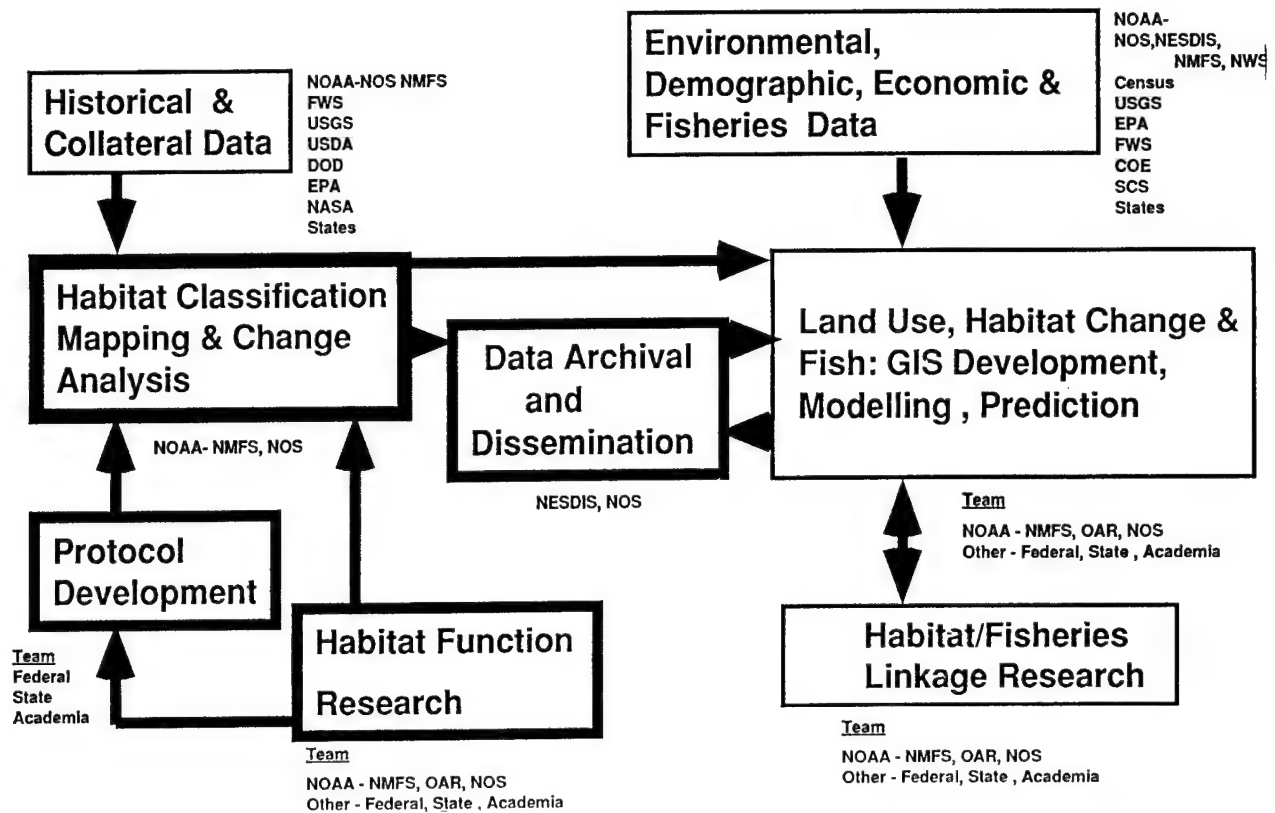 Historical &
Collateral Data
NOAA-NOS NMFS
FWS
USGS
USDA
DOD
EPA
NASA
States
Environmental,
Demographic, Economic &
Fisheries Data
NOAA-
NOS,NESDIS,
NMFS, NWS
Census
USGS
EPA
FWS
COE
SCS
States
Habitat Classification
Mapping & Change
Analysis
NOAA- NMFS, NOS
Data Archival
and
Dissemination
NESDIS, NOS
Land Use, Habitat Change &
Fish: GIS Development,
Modelling , Prediction
Team
NOAA - NMFS, OAR, NOS
Other - Federal, State , Academia
Protocol
Development
Team
Federal
State
Academia
Habitat Function
Research
Team
NOAA - NMFS, OAR, NOS
Other - Federal, State , Academia
Habitat/Fisheries
Linkage Research
Team
NOAA - NMFS, OAR, NOS
Other - Federal, State , Academia